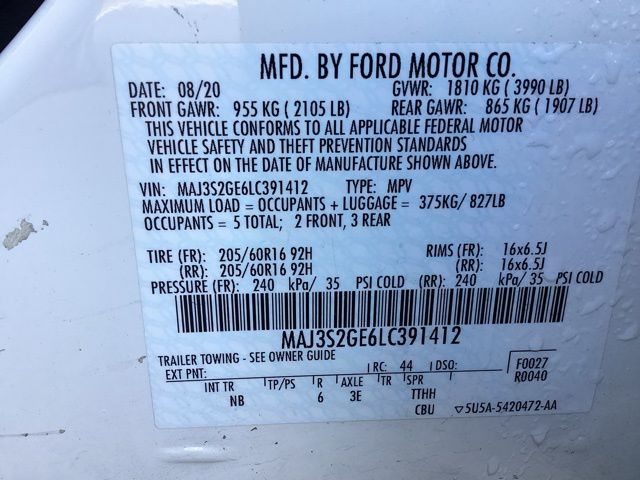 MFD. BY FORD MOTOR CO.
DATE: 08/20 GVWR: 1810 KG ( 3990 LB)
FRONT GAWR: 955 KG ( 2105 LB) REAR GAWR: 865 KG ( 1907 LB)
THIS VEHICLE CONFORMS TO ALL APPLICABLE FEDERAL MOTOR
VEHICLE SAFETY AND THEFT PREVENTION STANDARDS
IN EFFECT ON THE DATE OF MANUFACTURE SHOWN ABOVE.
VIN: MAJ3S2GE6LC391412 TYPE: MPV
MAXIMUM LOAD = OCCUPANTS + LUGGAGE = 375KG/ 827LB
OCCUPANTS = 5 TOTAL; 2 FRONT, 3 REAR
TIRE (FR): 205/60R16 92H RIMS (FR): 16x6.5J
(RR): 205/60R16 92H (RR): 16x6.5J
PRESSURE (FR): 240 kPa/ 35 PSI COLD (RR): 240 kPa/ 35 PSI COLD
MAJ3S2GE6LC391412
TRAILER TOWING - SEE OWNER GUIDE
EXT PNT: RC: 44 DSO: F0027
R0040
INT TR TP/PS R AXLE TR SPR
NB 6 3E TTHH
CBU ▽5U5A-5420472-AA